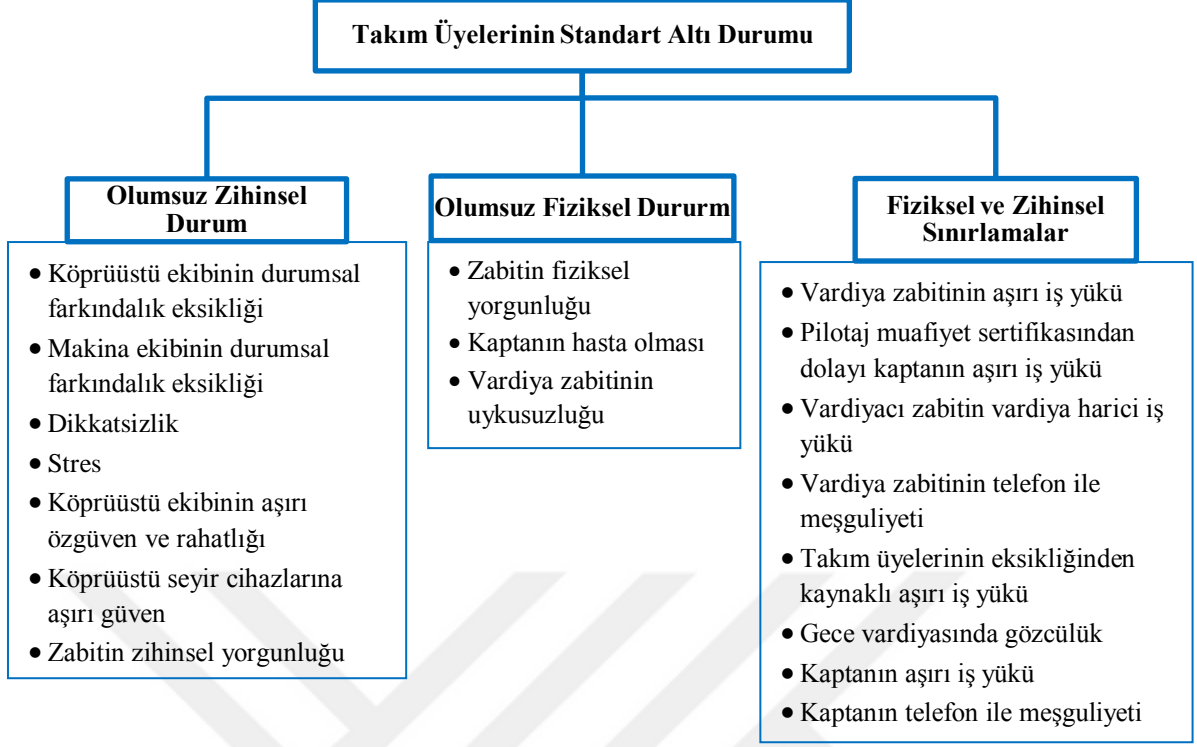 Takım Üyelerinin Standart Altı Durumu
Olumsuz Zihinsel
Durum
• Köprüüstü ekibinin durumsal
farkındalık eksikliği
• Makina ekibinin durumsal
farkındalık eksikliği
• Dikkatsizlik
• Stres
• Köprüüstü ekibinin aşırı
özgüven ve rahatlığı
• Köprüüstü seyir cihazlarına
aşırı güven
• Zabitin zihinsel yorgunluğu
Olumsuz Fiziksel Dururm
• Zabitin fiziksel
yorgunluğu
• Kaptanın hasta olması
• Vardiya zabitinin
uykusuzluğu
Fiziksel ve Zihinsel
Sınırlamalar
• Vardiya zabitinin aşırı iş yükü
• Pilotaj muafiyet sertifikasından
dolayı kaptanın aşırı iş yükü
• Vardiyacı zabitin vardiya harici iş
yükü
• Vardiya zabitinin telefon ile
meşguliyeti
• Takım üyelerinin eksikliğinden
kaynaklı aşırı iş yükü
• Gece vardiyasında gözcülük
• Kaptanın aşırı iş yükü
• Kaptanın telefon ile meşguliyeti